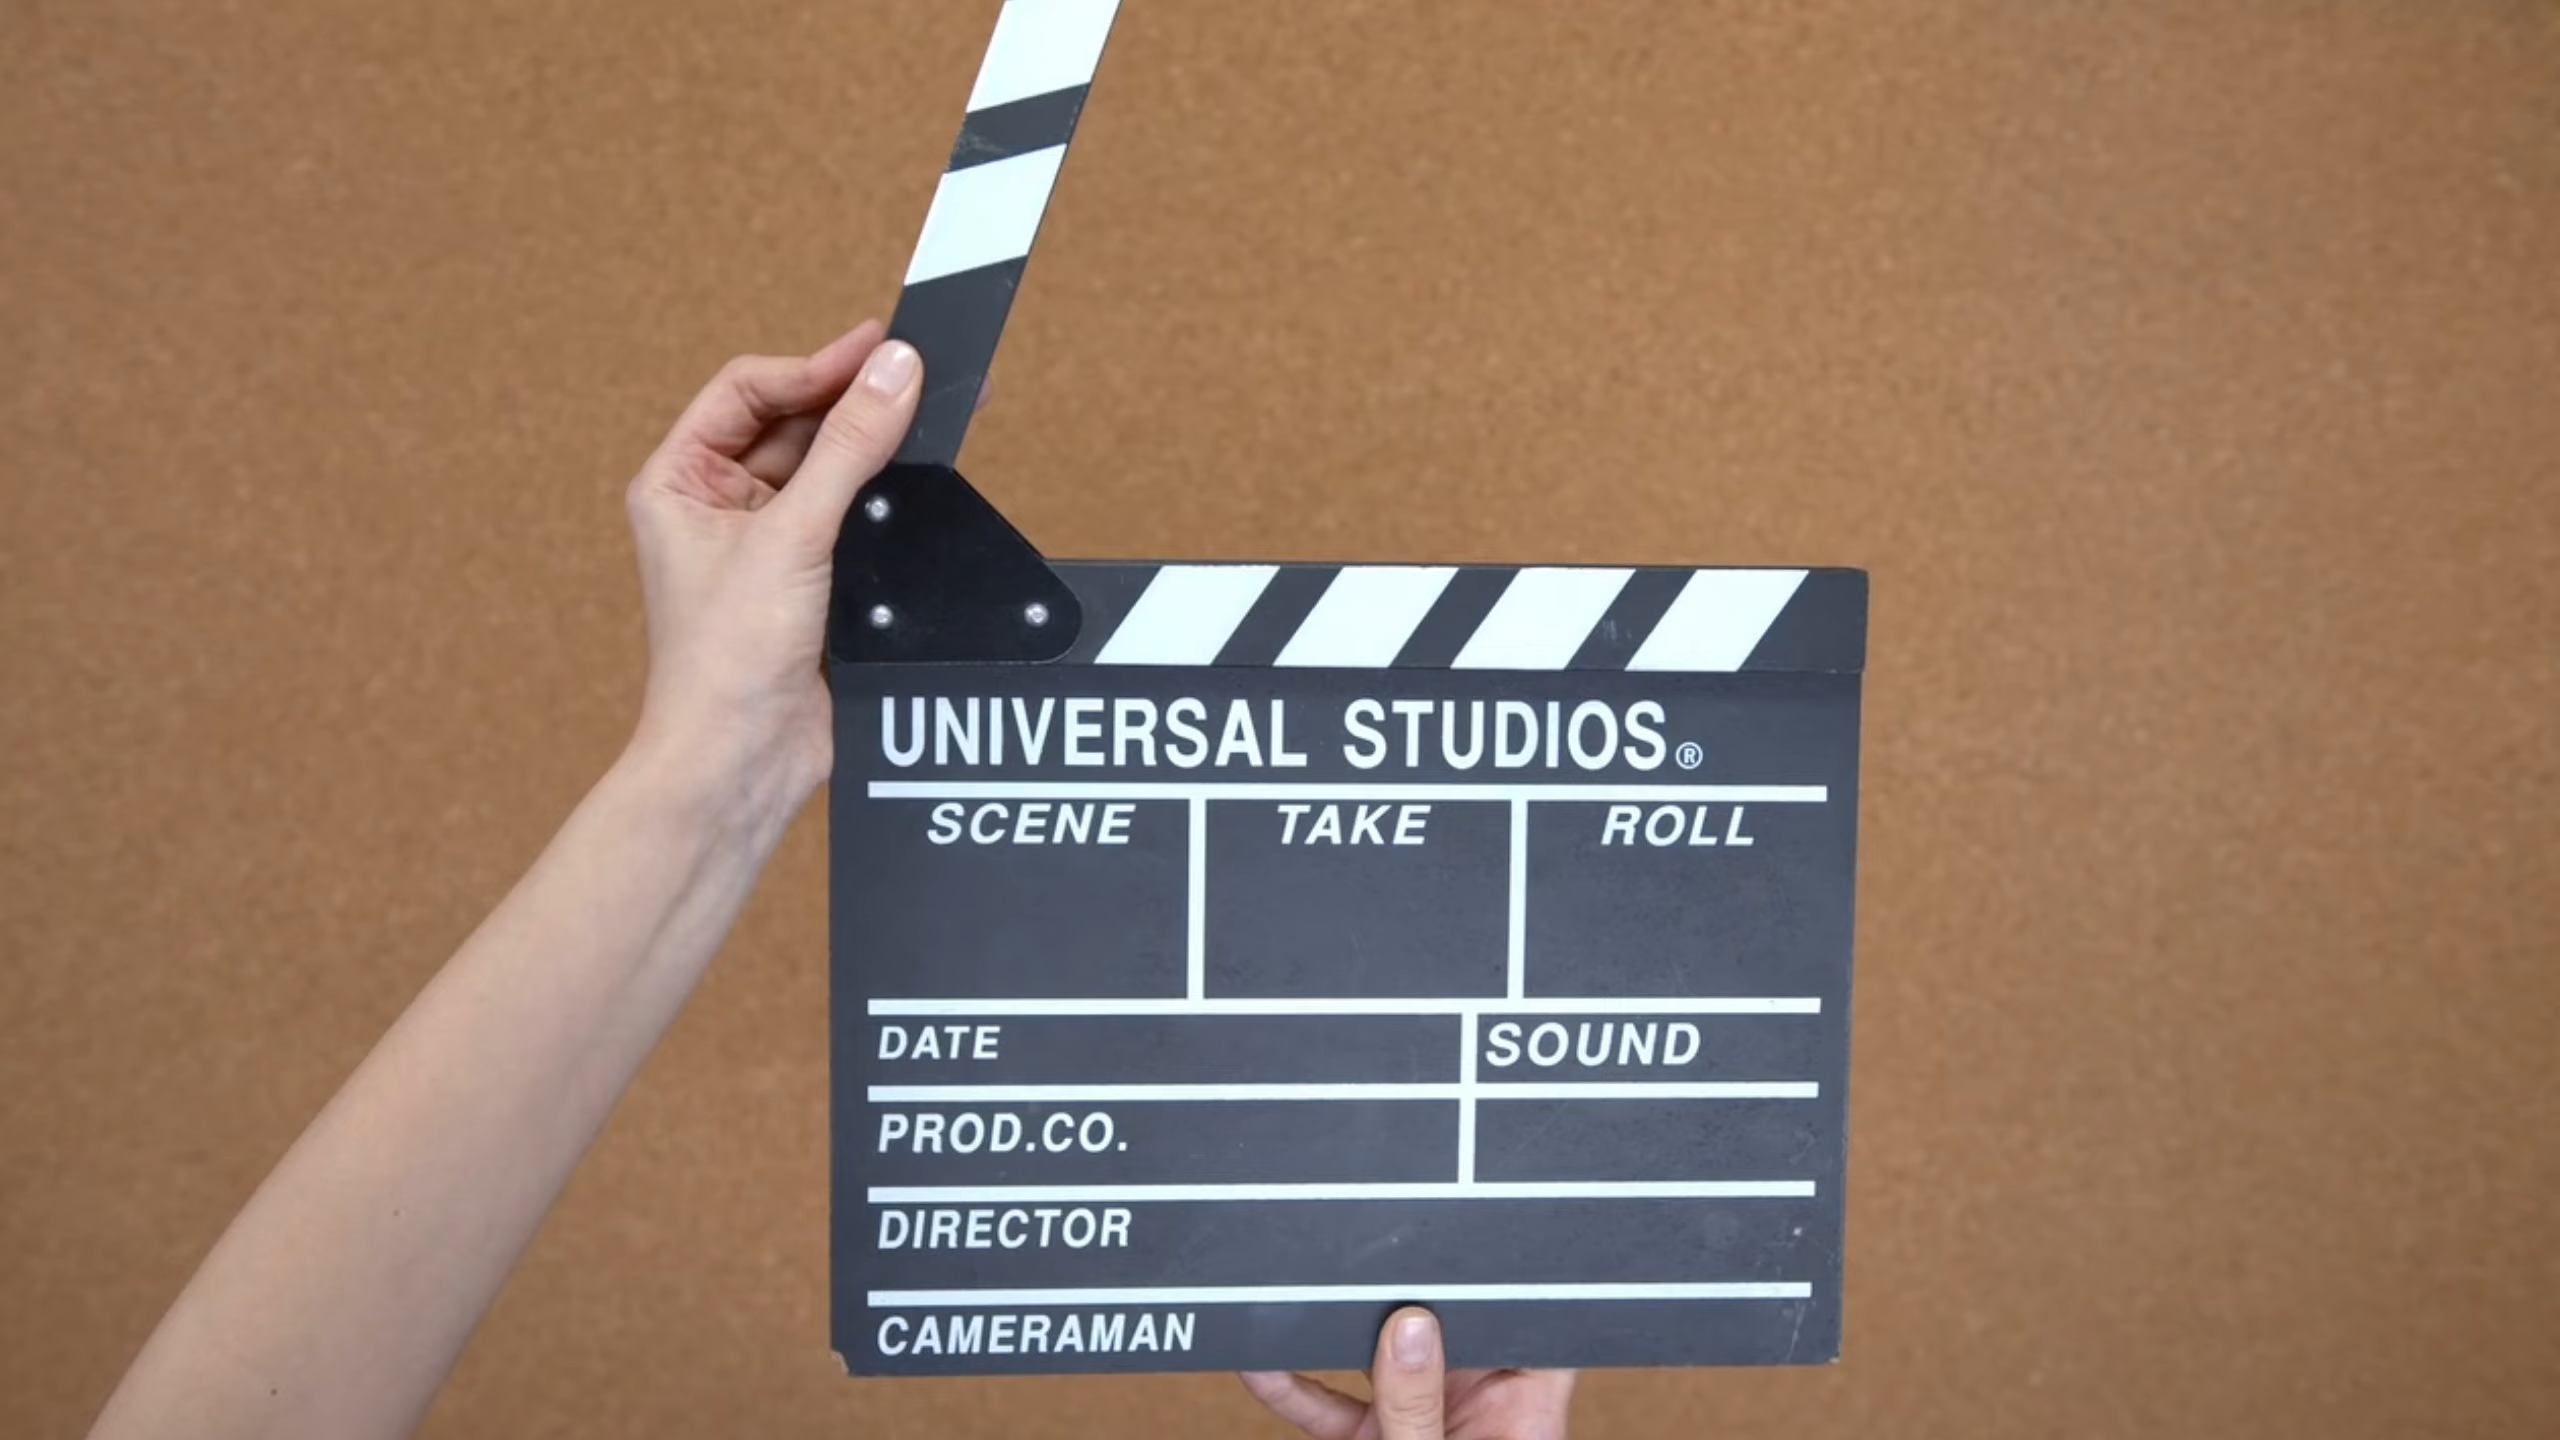 UNIVERSAL STUDIOS®
SCENE TAKE ROLL
DATE SOUND
PROD.CO.
DIRECTOR
CAMERAMAN